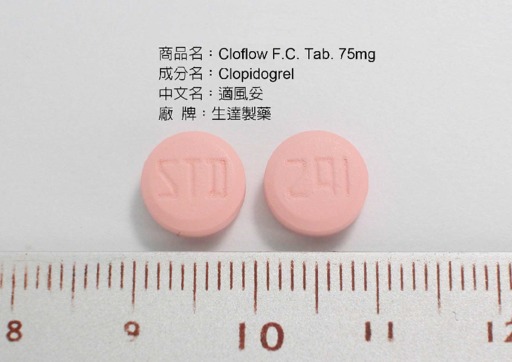 商品名：Cloflow F.C. Tab. 75mg
成分名：Clopidogrel
中文名：適風妥
廠 牌：生達製藥
STD 291
8 9 10 11 12